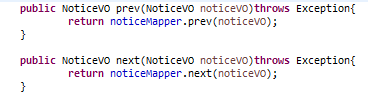 public NoticeVO prev(NoticeVO noticeVO)throws Exception{
return noticeMapper.prev(noticeVO);
}
public NoticeVO next(NoticeVO noticeVO)throws Exception{
return noticeMapper.next(noticeVO);
}